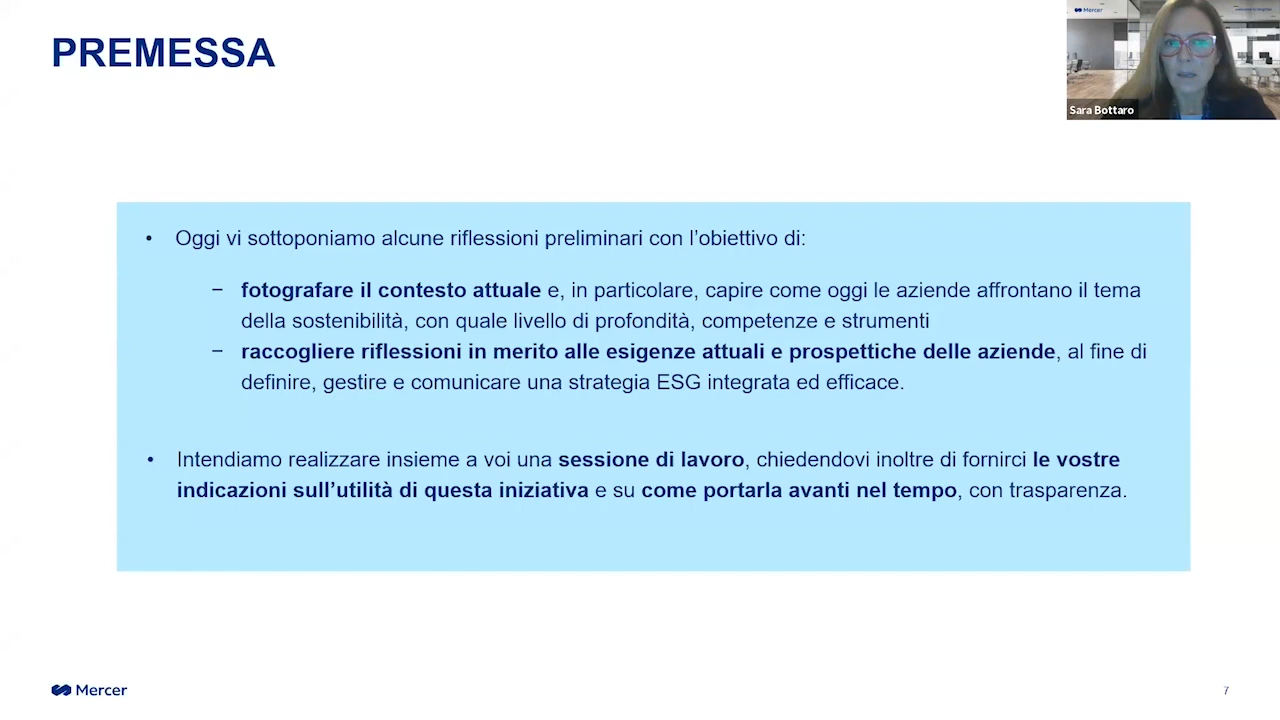 PREMESSA
Mercer
Sara Bottaro
• Oggi vi sottoponiamo alcune riflessioni preliminari con l’obiettivo di:
− fotografare il contesto attuale e, in particolare, capire come oggi le aziende affrontano il tema
della sostenibilità, con quale livello di profondità, competenze e strumenti
− raccogliere riflessioni in merito alle esigenze attuali e prospettiche delle aziende, al fine di
definire, gestire e comunicare una strategia ESG integrata ed efficace.
• Intendiamo realizzare insieme a voi una sessione di lavoro, chiedendovi inoltre di fornirci le vostre
indicazioni sull’utilità di questa iniziativa e su come portarla avanti nel tempo, con trasparenza.
Mercer
7